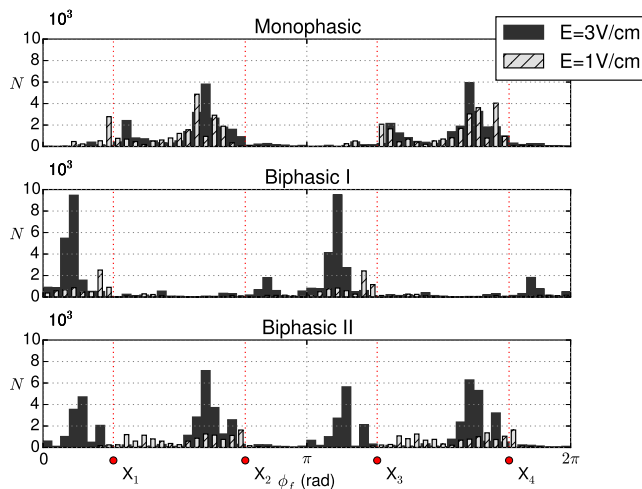 10³
Monophasic
E=3V/cm
E=1V/cm
10
8
N
6
4
2
0
10³
Biphasic I
10
8
N
6
4
2
0
10³
Biphasic II
10
8
N
6
4
2
0
0
π
2π
X₁
X₂
ϕ_f (rad)
X₃
X₄